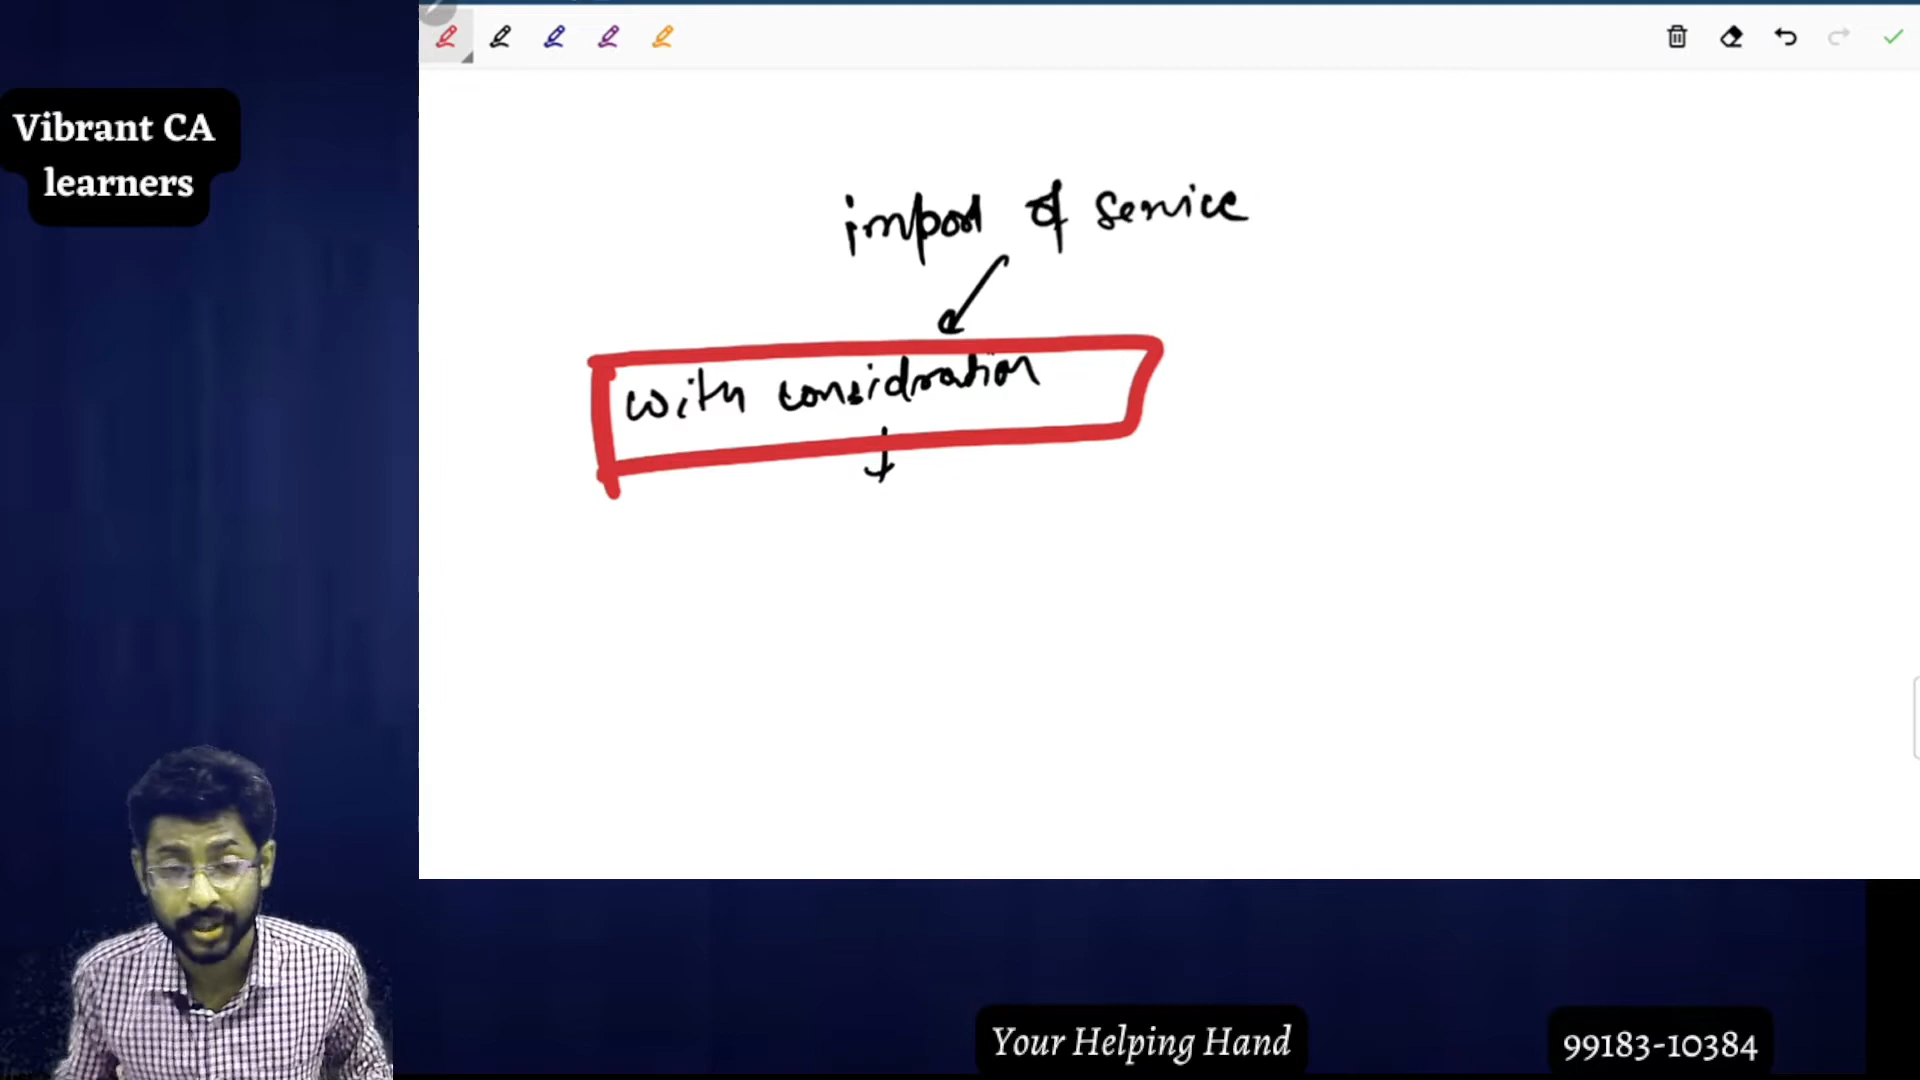 Vibrant CA
learners
import of service
with consideration
Your Helping Hand
99183-10384